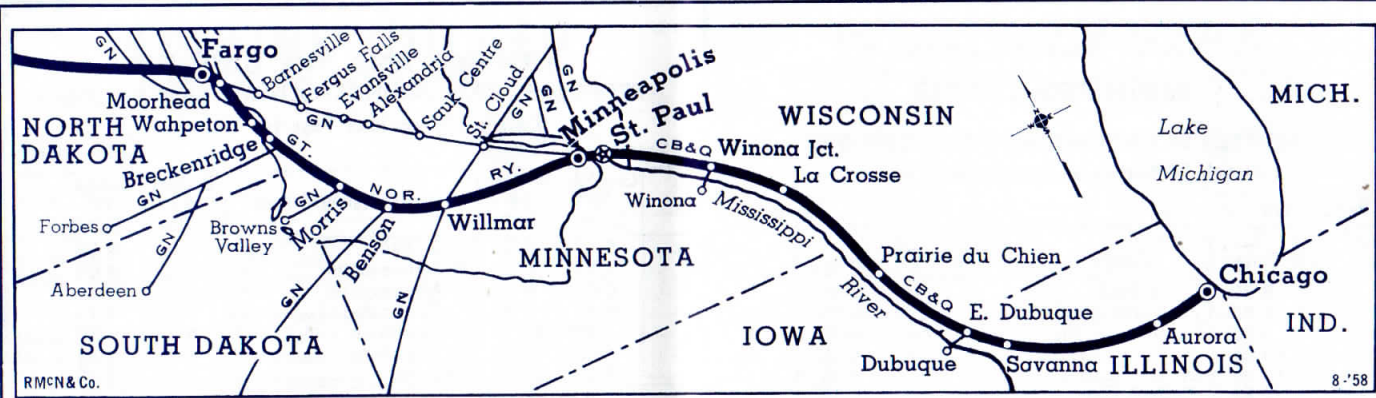 Fargo
GN
Barnesville
Fergus Falls
Evansville
Alexandria
Sauk Centre
St. Cloud
GN
GN
GN
GN
Minneapolis
St. Paul
WISCONSIN
MICH.
Lake
Michigan
Moorhead
Wahpeton
NORTH
DAKOTA
Breckenridge
GT.
NOR.
RY.
CB&Q
Winona Jct.
La Crosse
Winona
Mississippi
River
GN
Forbes
GN
Aberdeen
Browns
Valley
GN
Morris
Benson
Willmar
MINNESOTA
GN
GN
SOUTH DAKOTA
Prairie du Chien
CB&Q
E. Dubuque
IOWA
Dubuque
Savanna
ILLINOIS
Aurora
Chicago
IND.
RMcN&Co.
8-'58